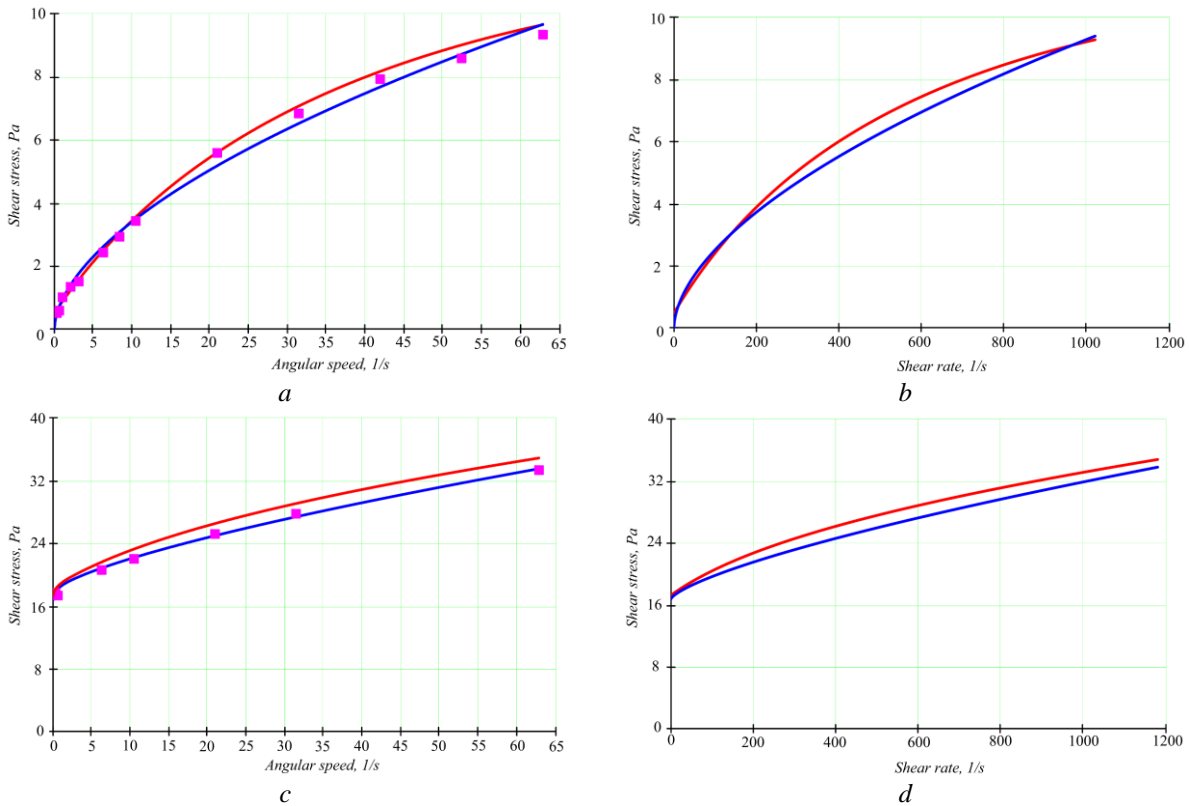 10
8
6
4
2
0
Shear stress, Pa
0 5 10 15 20 25 30 35 40 45 50 55 60 65
Angular speed, 1/s
a
10
8
6
4
2
0
Shear stress, Pa
0 200 400 600 800 1000 1200
Shear rate, 1/s
b
40
32
24
16
8
0
Shear stress, Pa
0 5 10 15 20 25 30 35 40 45 50 55 60 65
Angular speed, 1/s
c
40
32
24
16
8
0
Shear stress, Pa
0 200 400 600 800 1000 1200
Shear rate, 1/s
d